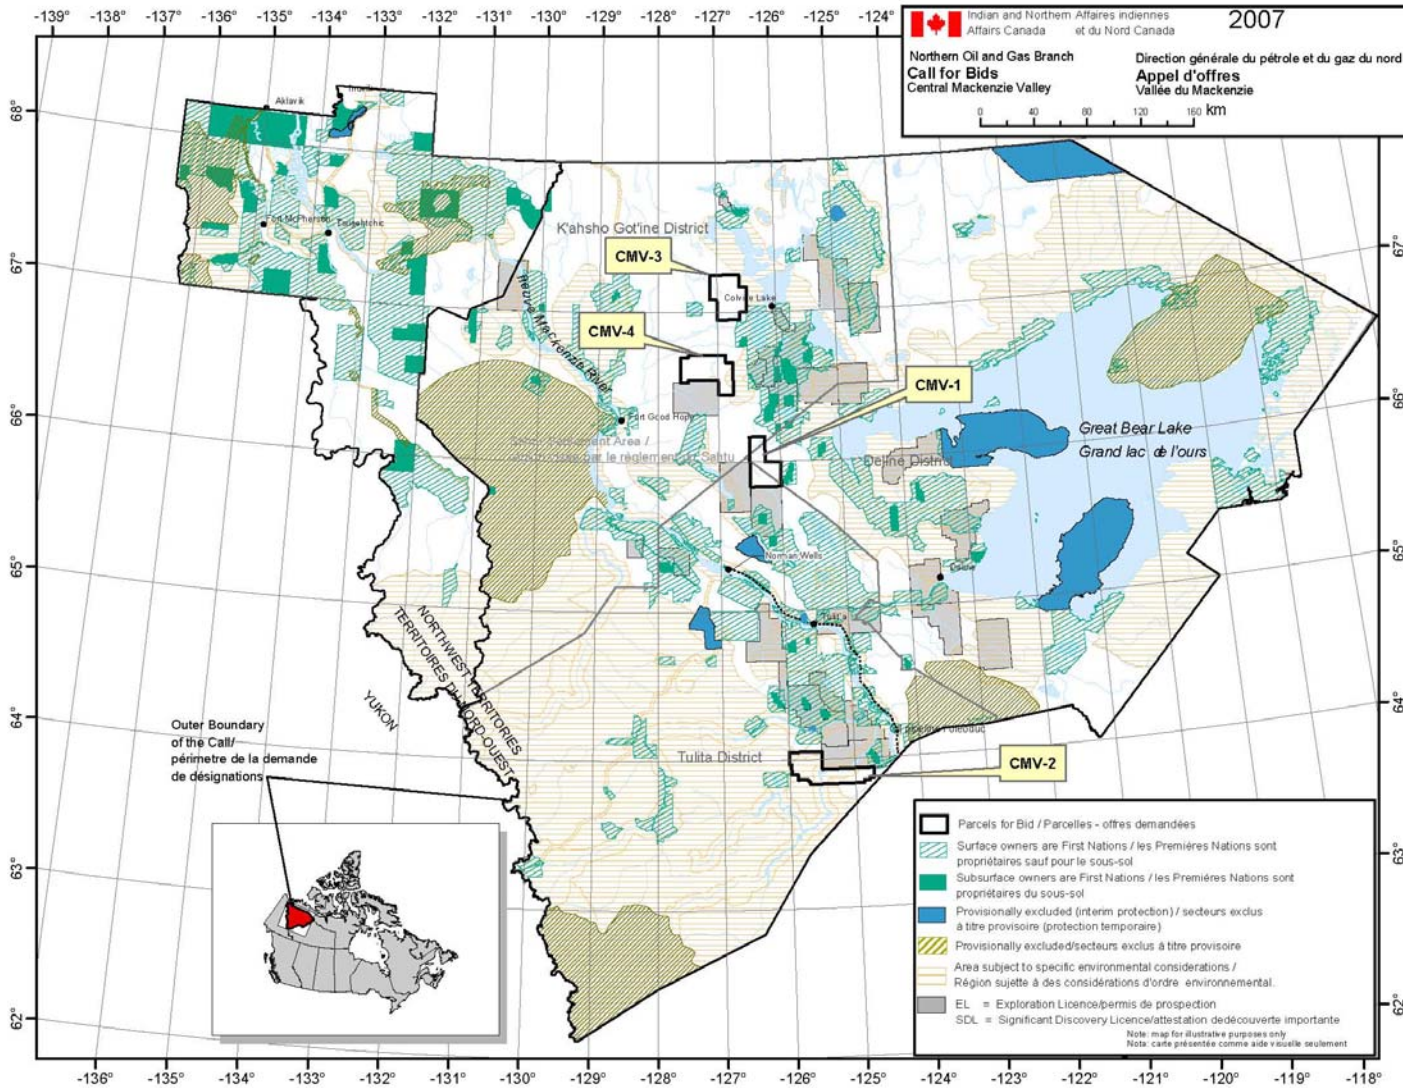 -139° -138° -137° -136° -135° -134° -133° -132° -131° -130° -129° -128° -127° -126° -125° -124°
Indian and Northern Affairs Canada
Affaires indiennes et du Nord Canada
2007
Northern Oil and Gas Branch
Direction générale du pétrole et du gaz du nord
Call for Bids
Appel d'offres
Central Mackenzie Valley
Vallée du Mackenzie
0 40 80 120 160 km
68°
67°
66°
65°
64°
63°
62°
67°
66°
65°
64°
63°
62°
Aklavik
Fort McPherson
K'ahsho Got'ine District
CMV-3
Colville Lake
fleuve Mackenzie River
CMV-4
CMV-1
Fort Good Hope
Great Bear Lake
Grand lac de l'ours
Norman Wells
Tulita
NORTHWEST TERRITORIES
TERRITOIRES DU NORD-OUEST
YUKON
Tulita District
CMV-2
Outer Boundary
of the Call/
périmetre de la demande
de désignations
Parcels for Bid / Parcelles - offres demandées
Surface owners are First Nations / les Premières Nations sont
propriétaires sauf pour le sous-sol
Subsurface owners are First Nations / les Premières Nations sont
propriétaires du sous-sol
Provisionally excluded (interim protection) / secteurs exclus
à titre provisoire (protection temporaire)
Provisionally excluded/secteurs exclus à titre provisoire
Area subject to specific environmental considerations /
Région sujette à des considérations d'ordre environnemental.
EL = Exploration Licence/permis de prospection
SDL = Significant Discovery Licence/attestation dedécouverte importante
Note: map for illustrative purposes only
Nota: carte présentée comme aide visuelle seulement
-136° -135° -134° -133° -132° -131° -130° -129° -128° -127° -126° -125° -124° -123° -122° -121° -120° -119° -118°